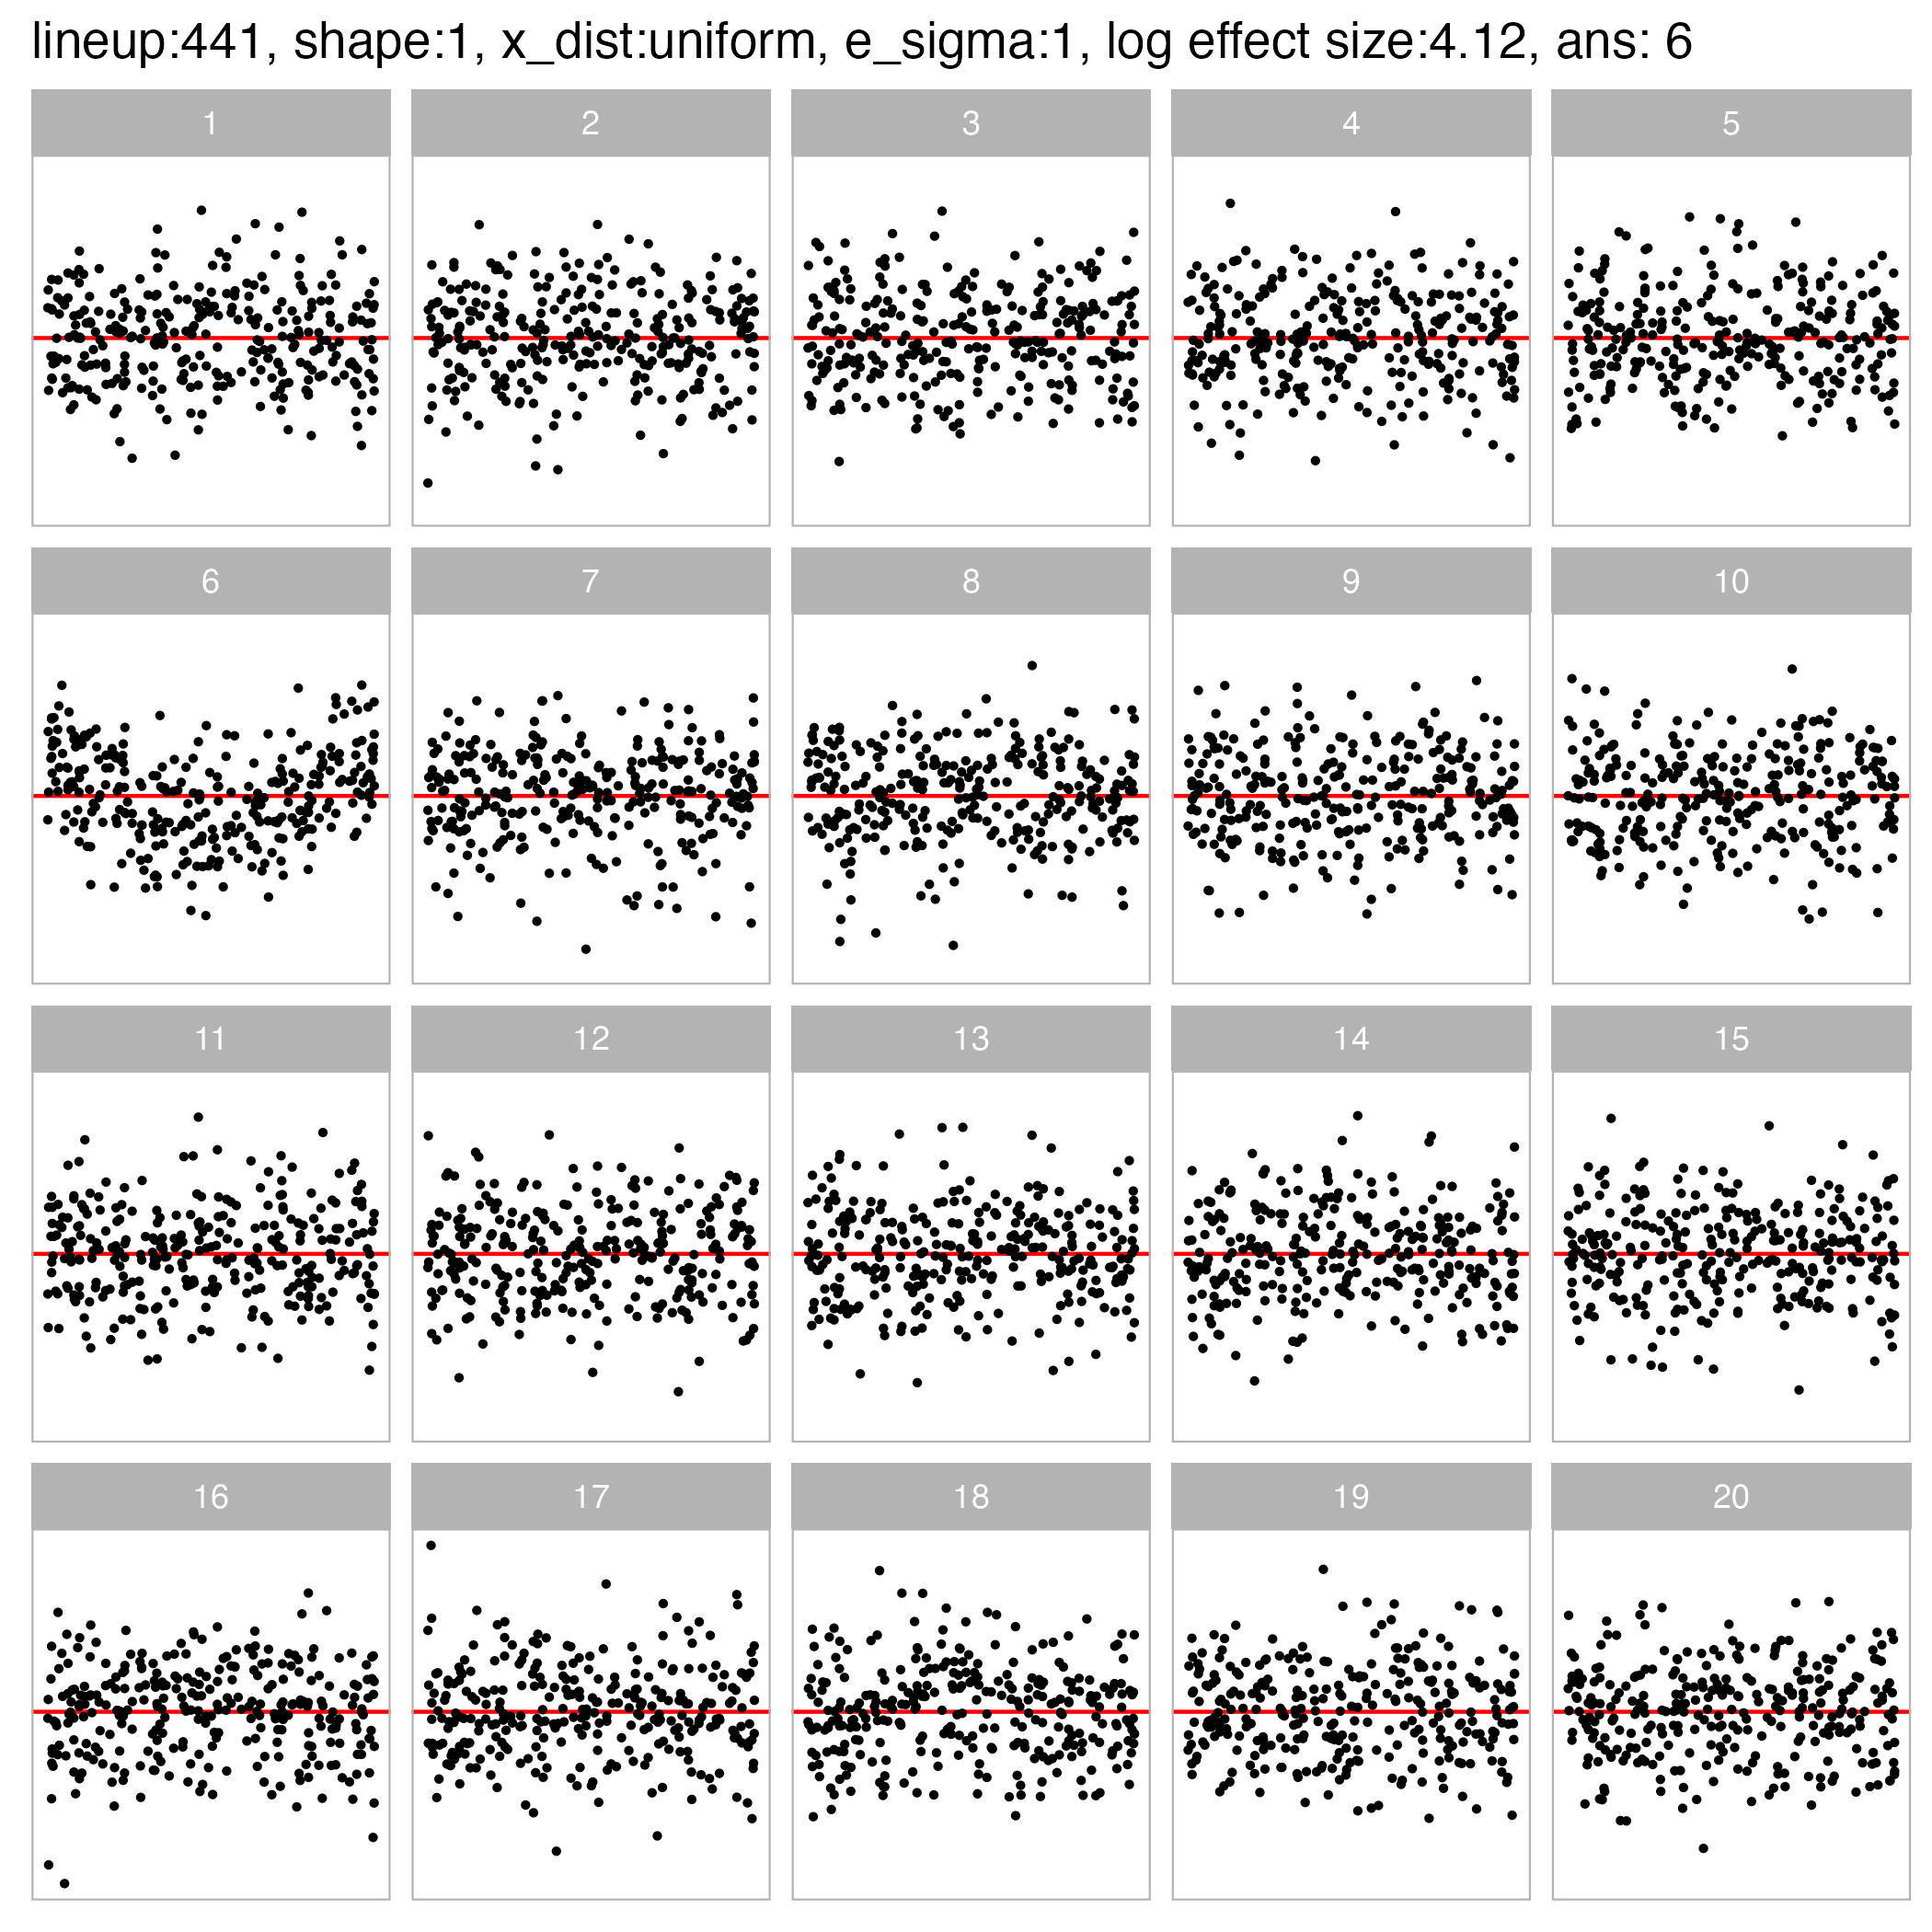 lineup:441, shape:1, x_dist:uniform, e_sigma:1, log effect size:4.12, ans: 6
1 2 3 4 5
6 7 8 9 10
11 12 13 14 15
16 17 18 19 20